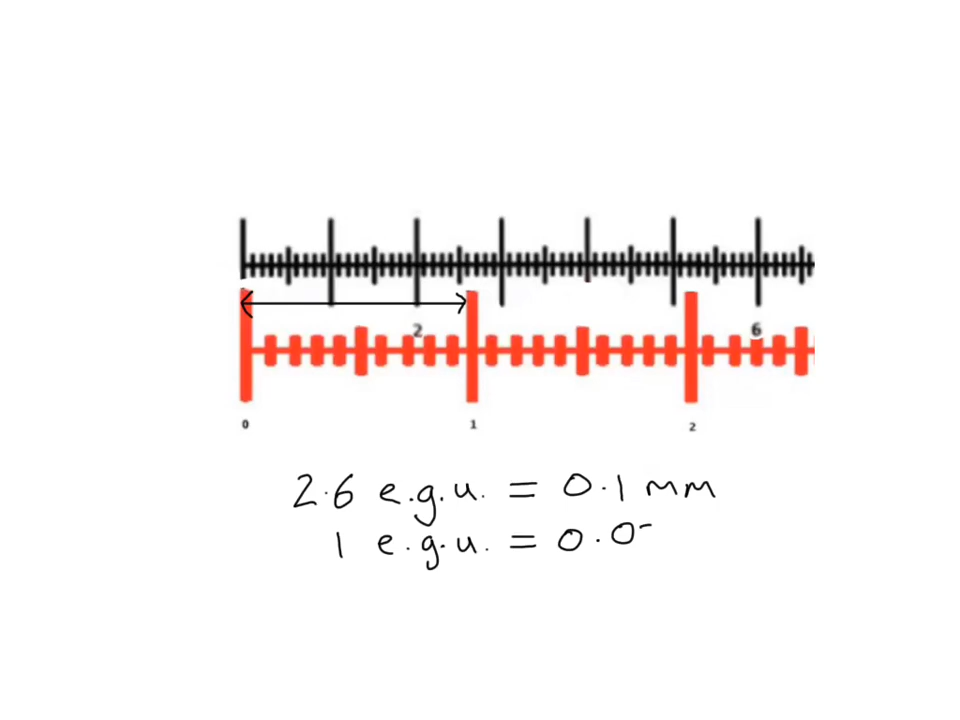 2 6
0 1 2
2.6 e.g.u. = 0.1 mm
1 e.g.u. = 0.0